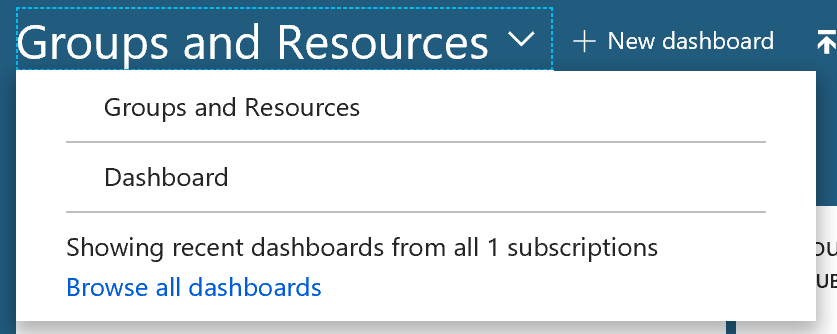 Groups and Resources
New dashboard
Groups and Resources
Dashboard
Showing recent dashboards from all 1 subscriptions
Browse all dashboards